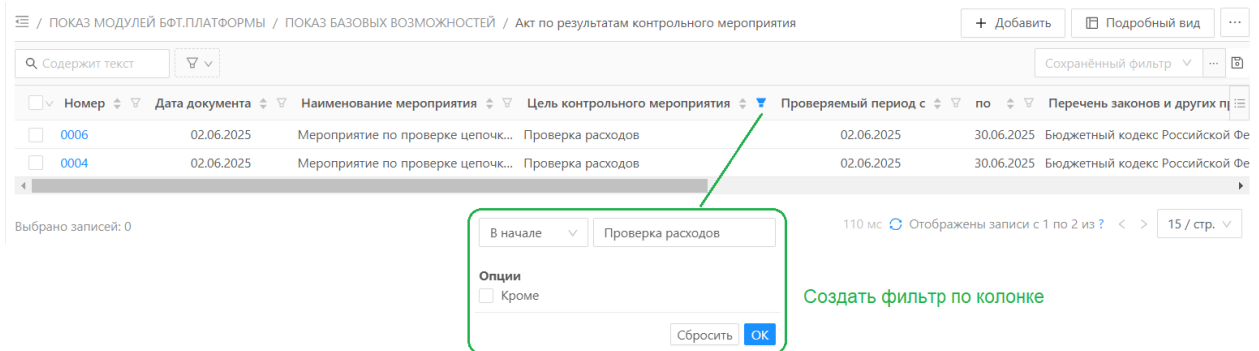 / ПОКАЗ МОДУЛЕЙ БФТ.ПЛАТФОРМЫ / ПОКАЗ БАЗОВЫХ ВОЗМОЖНОСТЕЙ / Акт по результатам контрольного мероприятия + Добавить Подробный вид ...
Содержит текст Сохранённый фильтр ...
Номер Дата документа Наименование мероприятия Цель контрольного мероприятия Проверяемый период с по Перечень законов и других
0006 02.06.2025 Мероприятие по проверке цепочк... Проверка расходов 02.06.2025 30.06.2025 Бюджетный кодекс Российской Фе
0004 02.06.2025 Мероприятие по проверке цепочк... Проверка расходов 02.06.2025 30.06.2025 Бюджетный кодекс Российской Фе
Выбрано записей: 0 110 мс Отображены записи с 1 по 2 из ? < > 15 / стр.
В начале Проверка расходов
Опции
Кроме
Создать фильтр по колонке
Сбросить OK